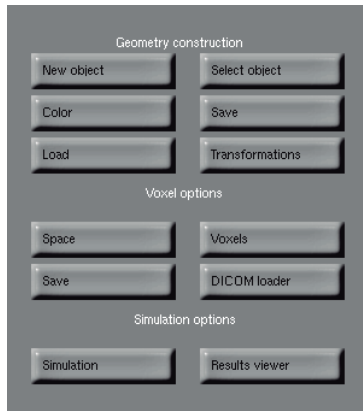 Geometry construction
New object
Select object
Color
Save
Load
Transformations
Voxel options
Space
Voxels
Save
DICOM loader
Simulation options
Simulation
Results viewer